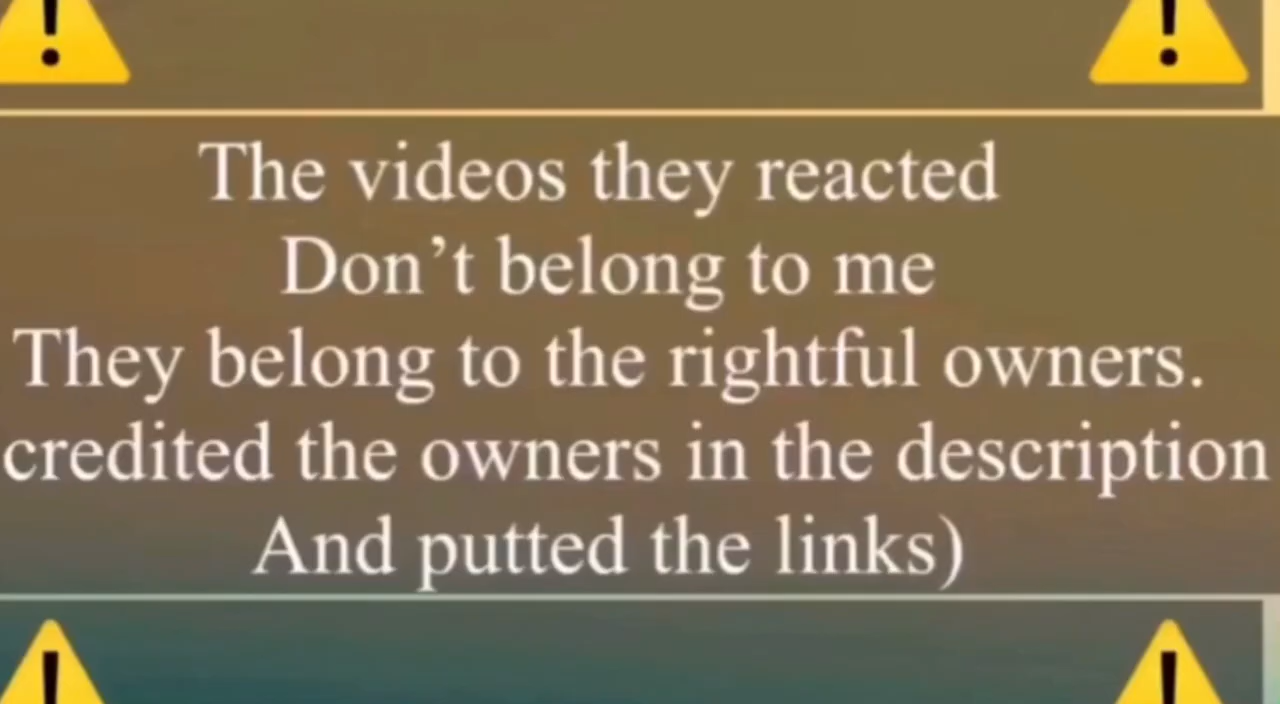 The videos they reacted
Don’t belong to me
They belong to the rightful owners.
credited the owners in the description
And putted the links)